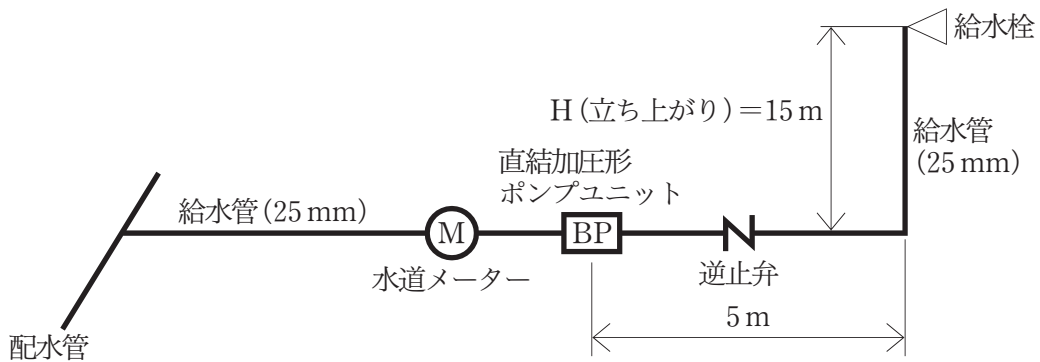 給水栓
H(立ち上がり)=15 m
給水管
(25 mm)
直結加圧形
ポンプユニット
給水管(25 mm)
M
BP
水道メーター
逆止弁
5 m
配水管